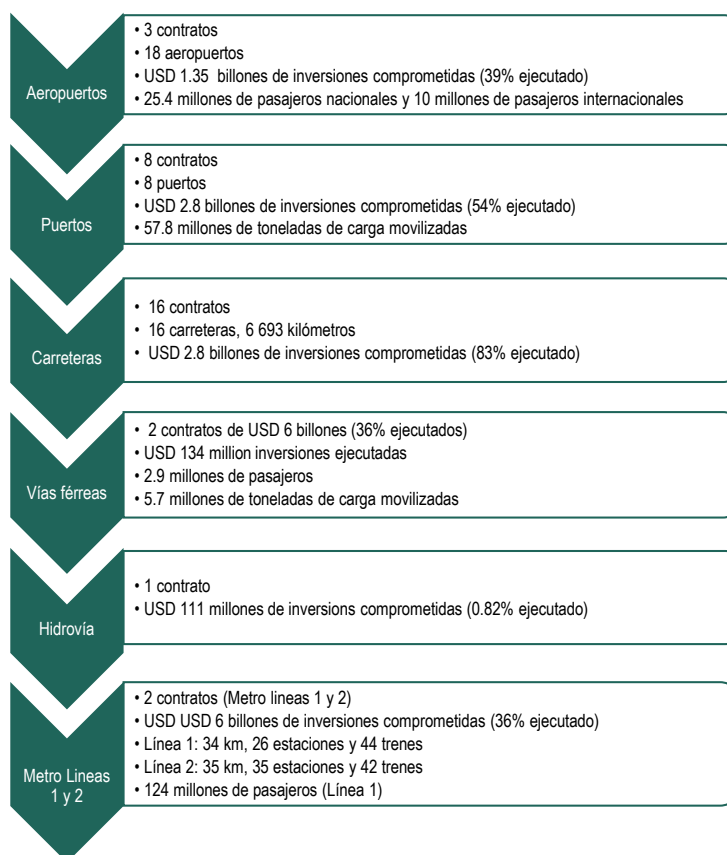 Aeropuertos
• 3 contratos
• 18 aeropuertos
• USD 1.35 billones de inversiones comprometidas (39% ejecutado)
• 25.4 millones de pasajeros nacionales y 10 millones de pasajeros internacionales
Puertos
• 8 contratos
• 8 puertos
• USD 2.8 billones de inversiones comprometidas (54% ejecutado)
• 57.8 millones de toneladas de carga movilizadas
Carreteras
• 16 contratos
• 16 carreteras, 6 693 kilómetros
• USD 2.8 billones de inversiones comprometidas (83% ejecutado)
Vías férreas
• 2 contratos de USD 6 billones (36% ejecutados)
• USD 134 million inversiones ejecutadas
• 2.9 millones de pasajeros
• 5.7 millones de toneladas de carga movilizadas
Hidrovía
• 1 contrato
• USD 111 millones de inversions comprometidas (0.82% ejecutado)
Metro Lineas
1 y 2
• 2 contratos (Metro lineas 1 y 2)
• USD USD 6 billones de inversiones comprometidas (36% ejecutado)
• Línea 1: 34 km, 26 estaciones y 44 trenes
• Línea 2: 35 km, 35 estaciones y 42 trenes
• 124 millones de pasajeros (Línea 1)